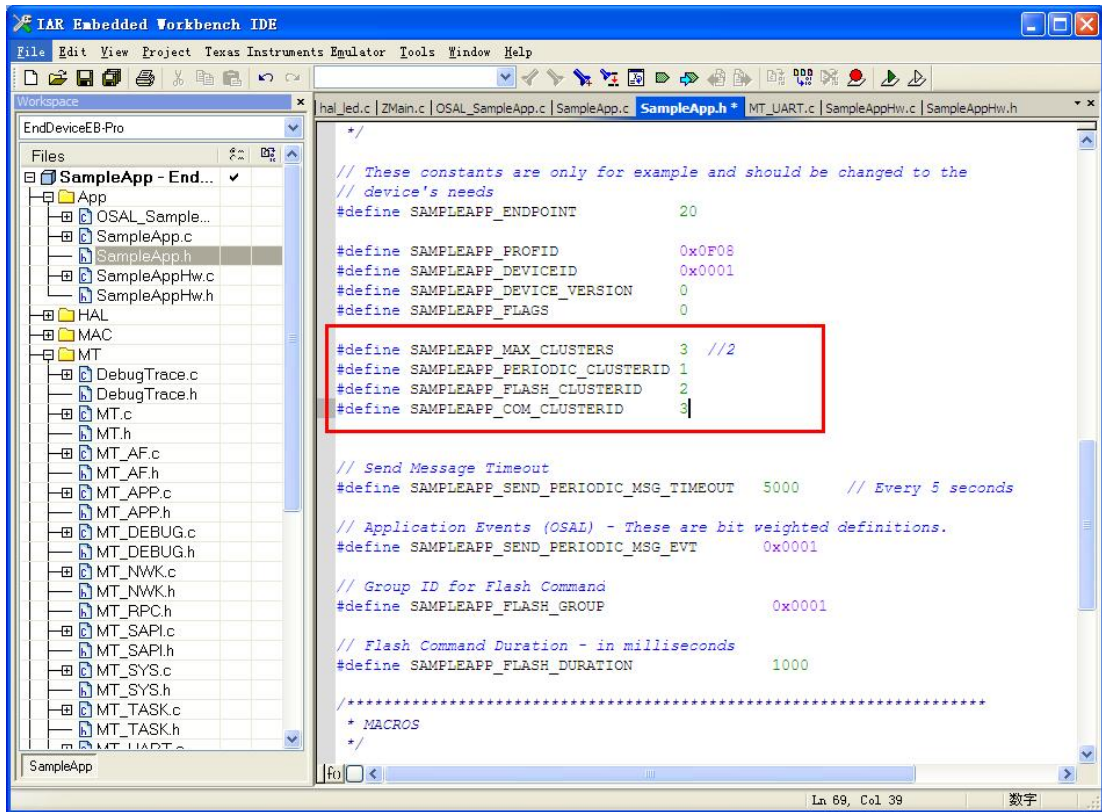 IAR Embedded Workbench IDE
File Edit View Project Texas Instruments Emulator Tools Window Help
Workspace
EndDeviceEB-Pro
Files
SampleApp - End...
App
OSAL_Sample...
SampleApp.c
SampleApp.h
SampleAppHw.c
SampleAppHw.h
HAL
MAC
MT
DebugTrace.c
DebugTrace.h
MT.c
MT.h
MT_AF.c
MT_AF.h
MT_APP.c
MT_APP.h
MT_DEBUG.c
MT_DEBUG.h
MT_NWK.c
MT_NWK.h
MT_RPC.h
MT_SAPI.c
MT_SAPI.h
MT_SYS.c
MT_SYS.h
MT_TASK.c
MT_TASK.h
MT_UART.c
SampleApp
hal_led.c | ZMain.c | OSAL_SampleApp.c | SampleApp.c SampleApp.h * MT_UART.c | SampleAppHw.c | SampleAppHw.h
*/
// These constants are only for example and should be changed to the
// device's needs
#define SAMPLEAPP_ENDPOINT 20
#define SAMPLEAPP_PROFID 0x0F08
#define SAMPLEAPP_DEVICEID 0x0001
#define SAMPLEAPP_DEVICE_VERSION 0
#define SAMPLEAPP_FLAGS 0
#define SAMPLEAPP_MAX_CLUSTERS 3 //2
#define SAMPLEAPP_PERIODIC_CLUSTERID 1
#define SAMPLEAPP_FLASH_CLUSTERID 2
#define SAMPLEAPP_COM_CLUSTERID 3
// Send Message Timeout
#define SAMPLEAPP_SEND_PERIODIC_MSG_TIMEOUT 5000 // Every 5 seconds
// Application Events (OSAL) - These are bit weighted definitions.
#define SAMPLEAPP_SEND_PERIODIC_MSG_EVT 0x0001
// Group ID for Flash Command
#define SAMPLEAPP_FLASH_GROUP 0x0001
// Flash Command Duration - in milliseconds
#define SAMPLEAPP_FLASH_DURATION 1000
/*********************************************************************
* MACROS
*/
fo
Ln 69, Col 39 数字